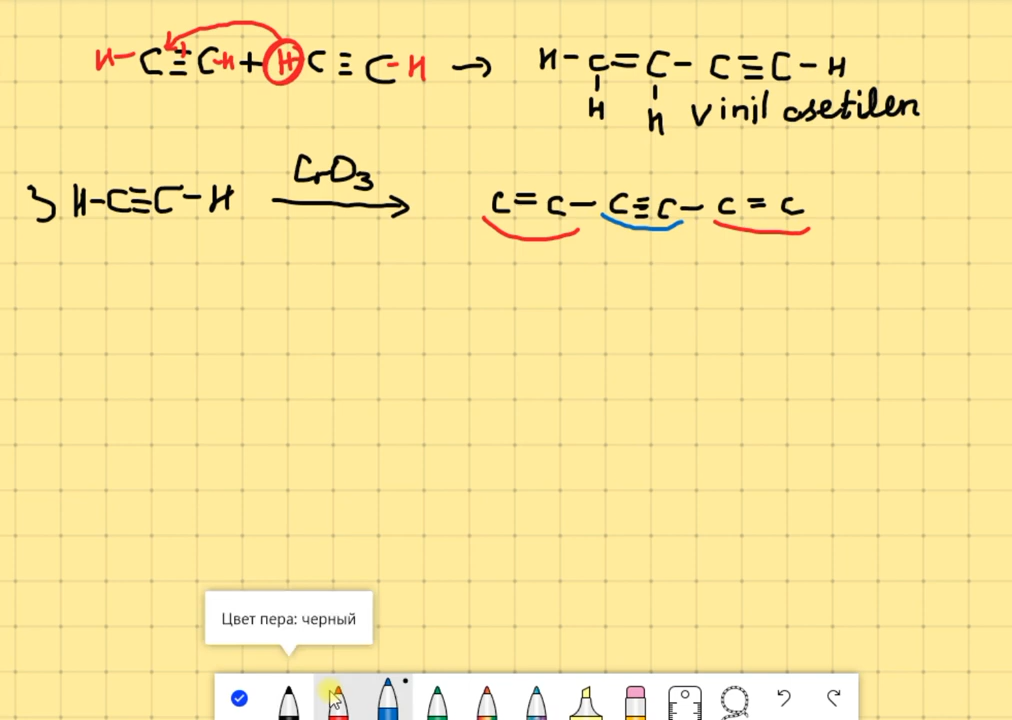 H-C≡C-H + H-C≡C-H → H-C=C-C≡C-H
H H vinil asetilen
3 H-C≡C-H CrO3 → C=C-C≡C-C=C
Цвет пера: черный